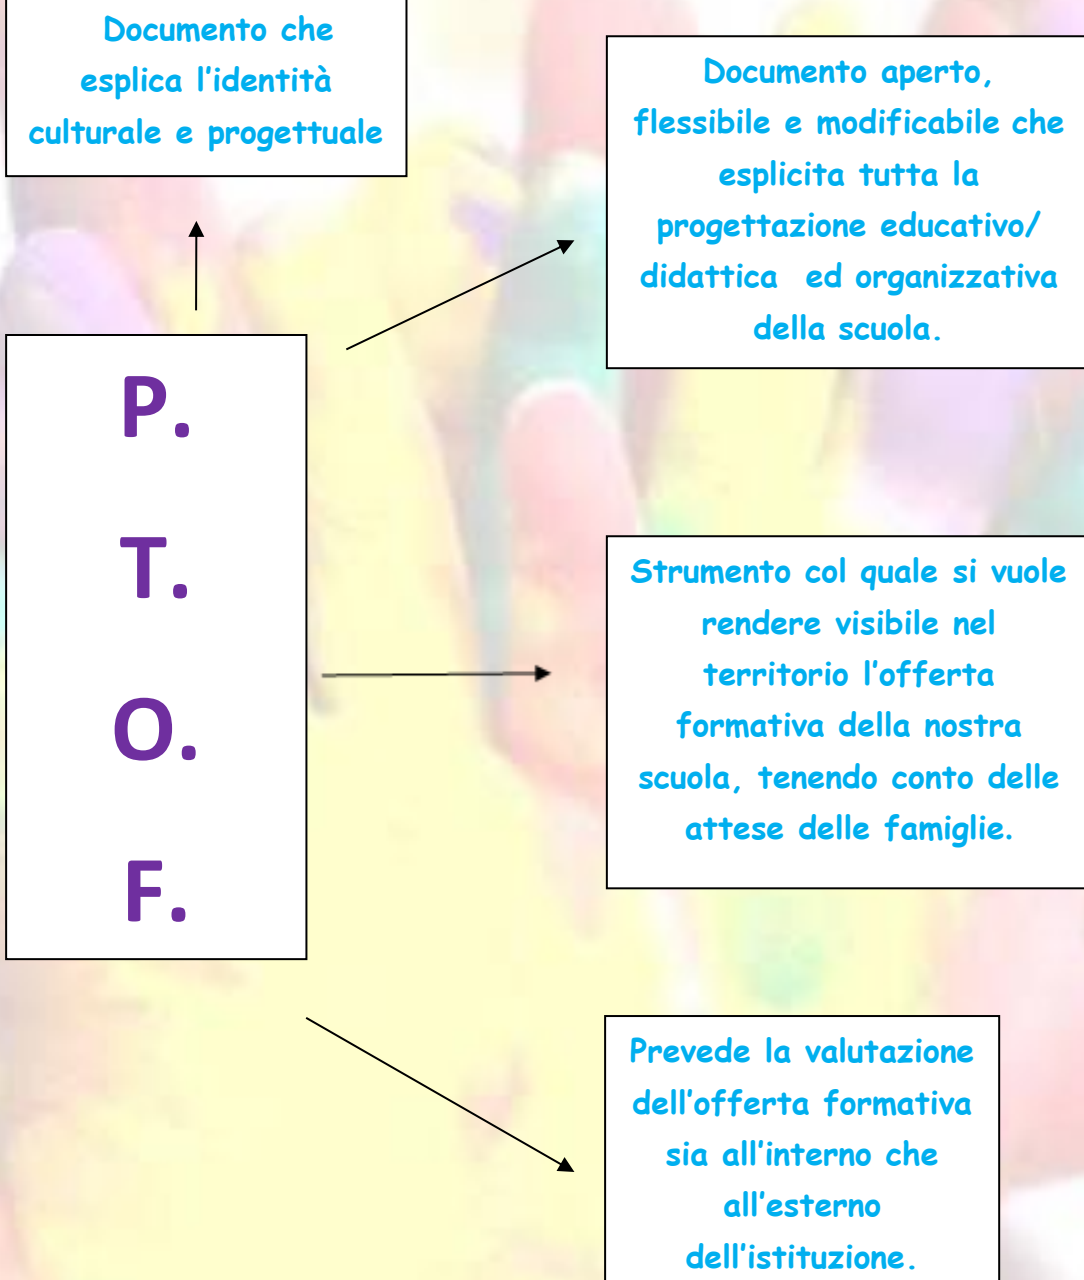 Documento che
esplica l'identità
culturale e progettuale
Documento aperto,
flessibile e modificabile che
esplicita tutta la
progettazione educativo/
didattica ed organizzativa
della scuola.
P.
T.
O.
F.
Strumento col quale si vuole
rendere visibile nel
territorio l'offerta
formativa della nostra
scuola, tenendo conto delle
attese delle famiglie.
Prevede la valutazione
dell'offerta formativa
sia all'interno che
all'esterno
dell'istituzione.